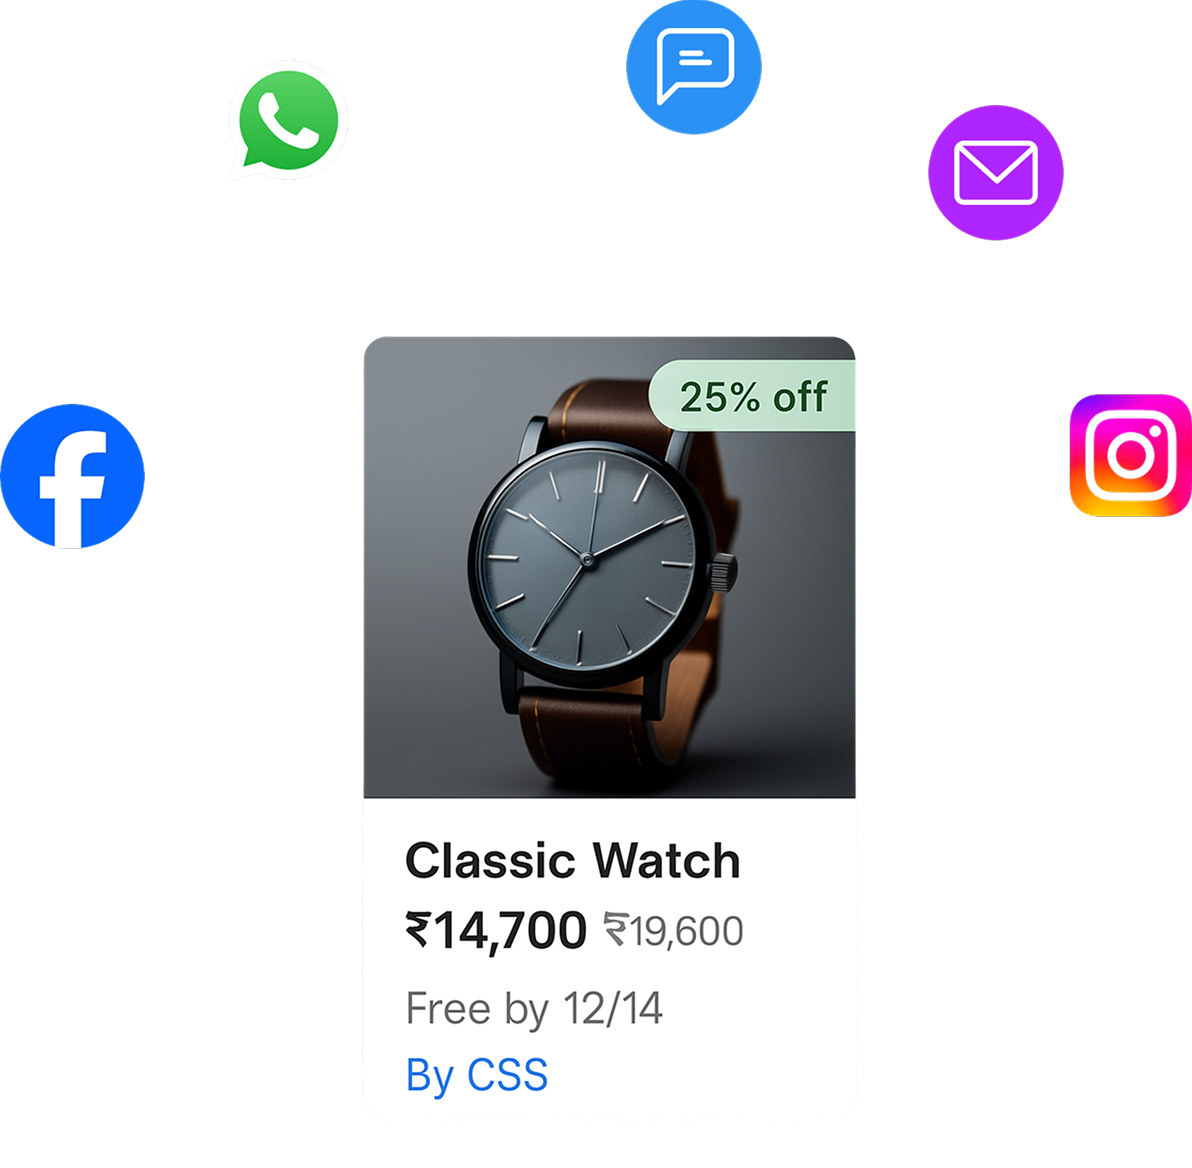 25% off
Classic Watch
₹14,700 ₹19,600
Free by 12/14
By CSS